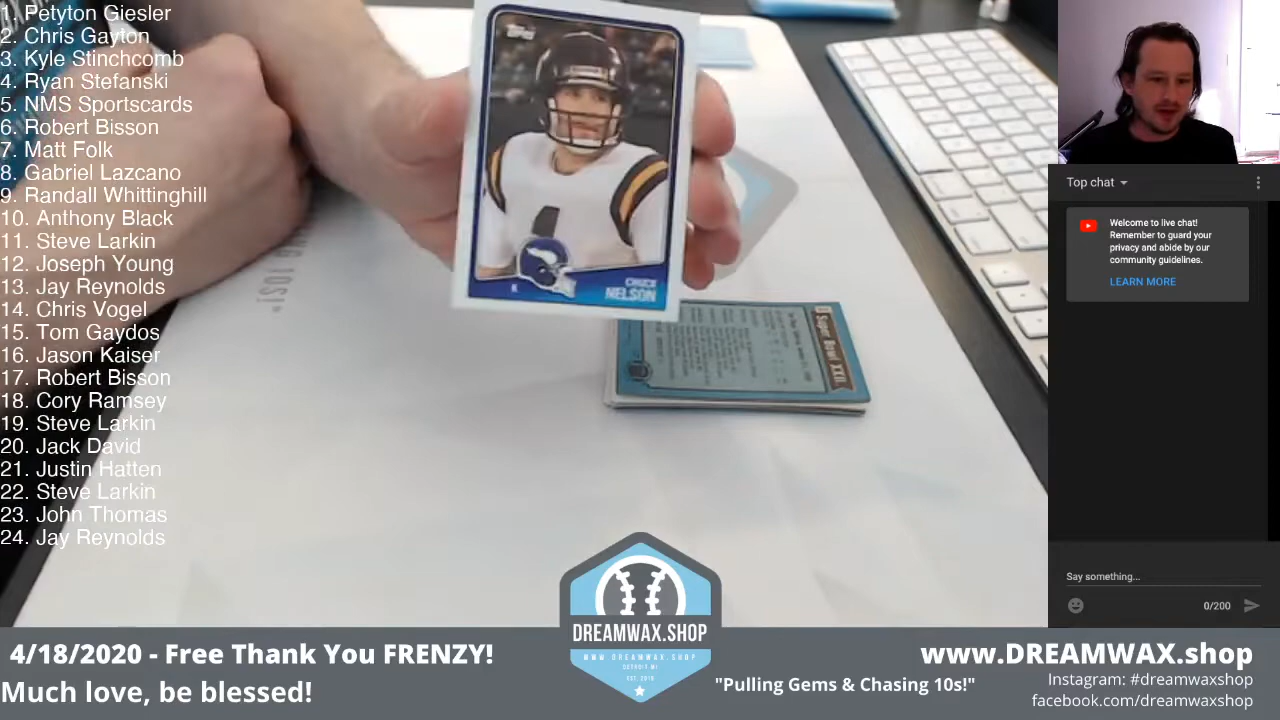 1. Petyton Giesler
2. Chris Gayton
3. Kyle Stinchcomb
4. Ryan Stefanski
5. NMS Sportscards
6. Robert Bisson
7. Matt Folk
8. Gabriel Lazcano
9. Randall Whittinghill
10. Anthony Black
11. Steve Larkin
12. Joseph Young
13. Jay Reynolds
14. Chris Vogel
15. Tom Gaydos
16. Jason Kaiser
17. Robert Bisson
18. Cory Ramsey
19. Steve Larkin
20. Jack David
21. Justin Hatten
22. Steve Larkin
23. John Thomas
24. Jay Reynolds
Topps
K
CHUCK
NELSON
Super Bowl XXII
Top chat
Welcome to live chat!
Remember to guard your
privacy and abide by our
community guidelines.
LEARN MORE
Say something...
0/200
DREAMWAX.SHOP
WWW.DREAMWAX.SHOP
DETROIT MI
EST. 2019
4/18/2020 - Free Thank You FRENZY!
Much love, be blessed!
"Pulling Gems & Chasing 10s!"
www.DREAMWAX.shop
Instagram: #dreamwaxshop
facebook.com/dreamwaxshop